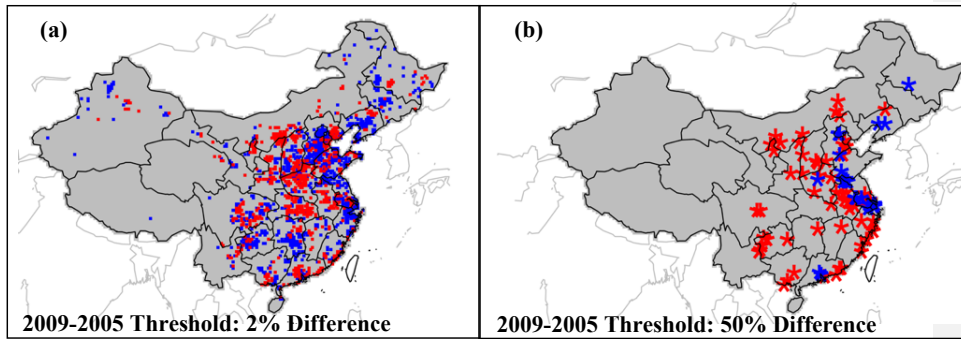 (a)
2009-2005 Threshold: 2% Difference
(b)
2009-2005 Threshold: 50% Difference